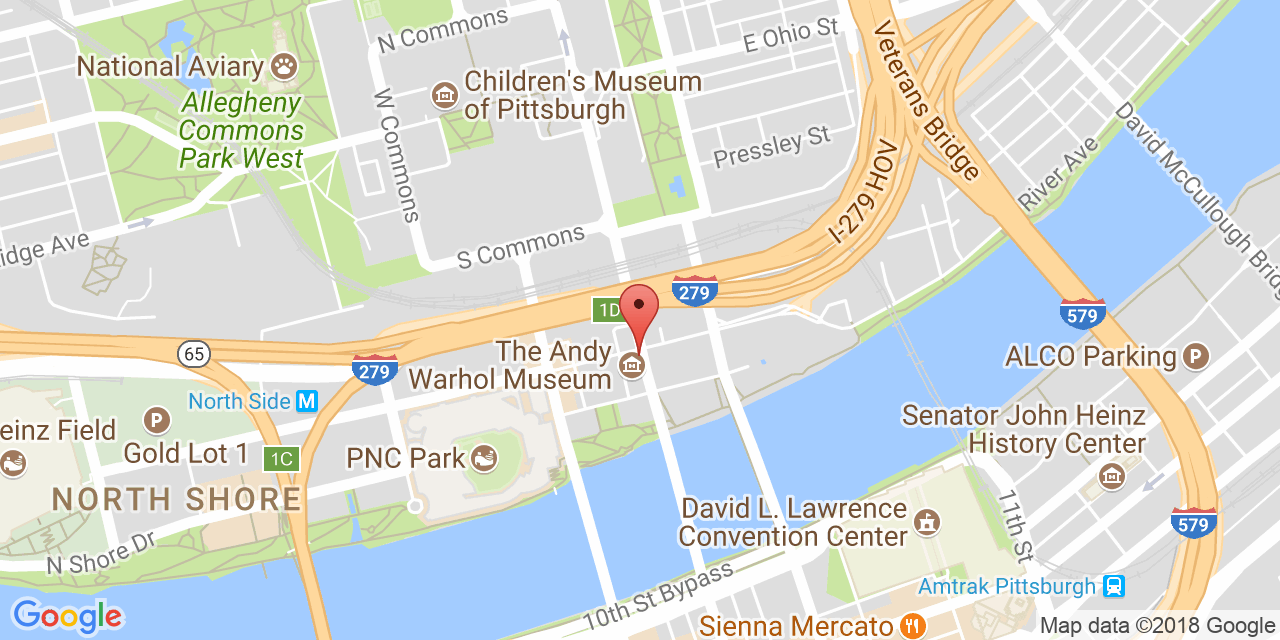 N Commons
E Ohio St
Veterans Bridge
National Aviary
Children's Museum
of Pittsburgh
Allegheny
Commons
Park West
W Commons
Pressley St
David McCullough Bridge
River Ave
I-279 HOV
idge Ave
S Commons
279
1D
579
65
The Andy
Warhol Museum
279
ALCO Parking
P
North Side M
einz Field
P
Gold Lot 1
1C
PNC Park
Senator John Heinz
History Center
NORTH SHORE
11th St
David L. Lawrence
Convention Center
579
N Shore Dr
10th St Bypass
Amtrak Pittsburgh
Google
Sienna Mercato
Map data ©2018 Google